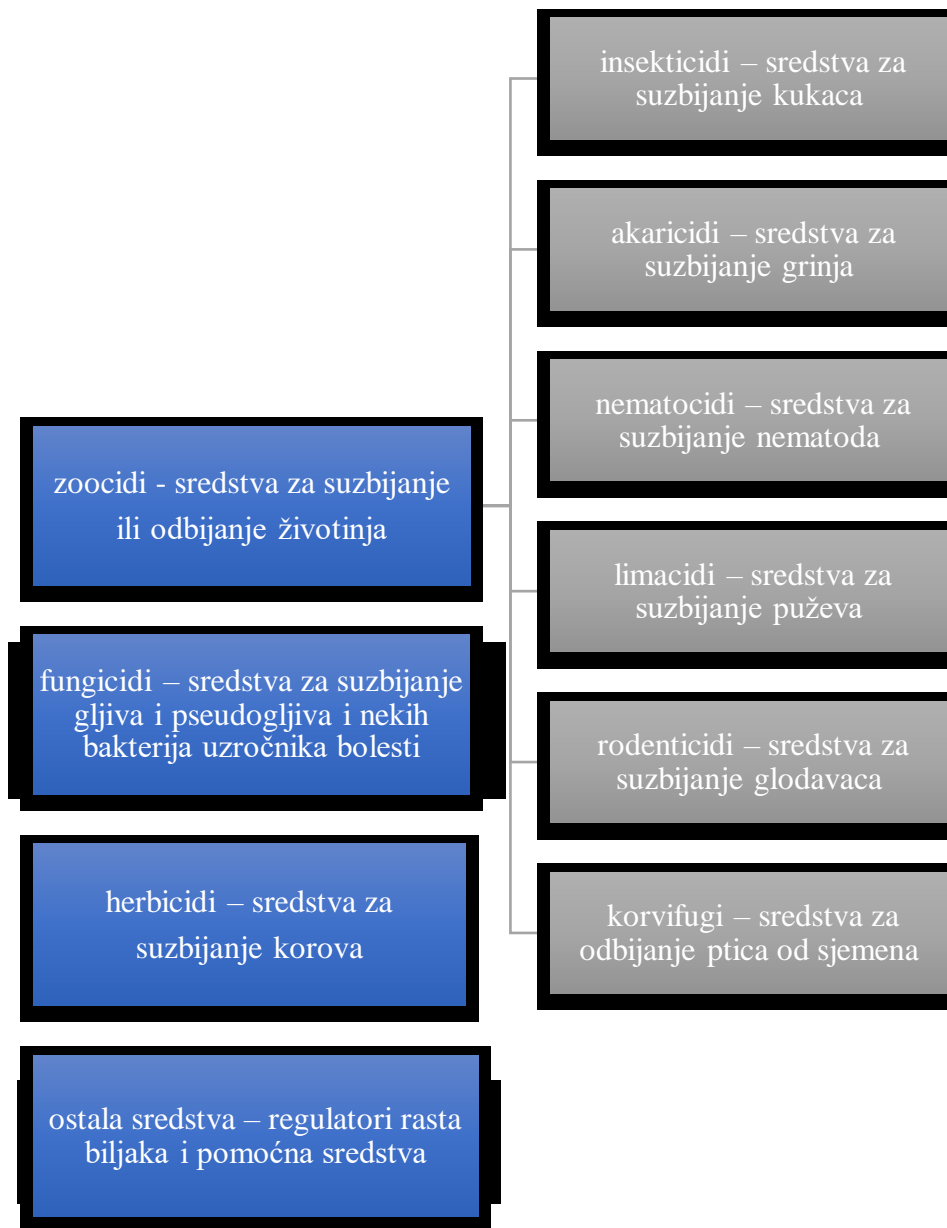 zoocidi - sredstva za suzbijanje
ili odbijanje životinja
insekticidi – sredstva za
suzbijanje kukaca
akaricidi – sredstva za
suzbijanje grinja
nematocidi – sredstva za
suzbijanje nematoda
limacidi – sredstva za
suzbijanje puževa
rodenticidi – sredstva za
suzbijanje glodavaca
korvifugi – sredstva za
odbijanje ptica od sjemena
fungicidi – sredstva za suzbijanje
gljiva i pseudogljiva i nekih
bakterija uzročnika bolesti
herbicidi – sredstva za
suzbijanje korova
ostala sredstva – regulatori rasta
biljaka i pomoćna sredstva